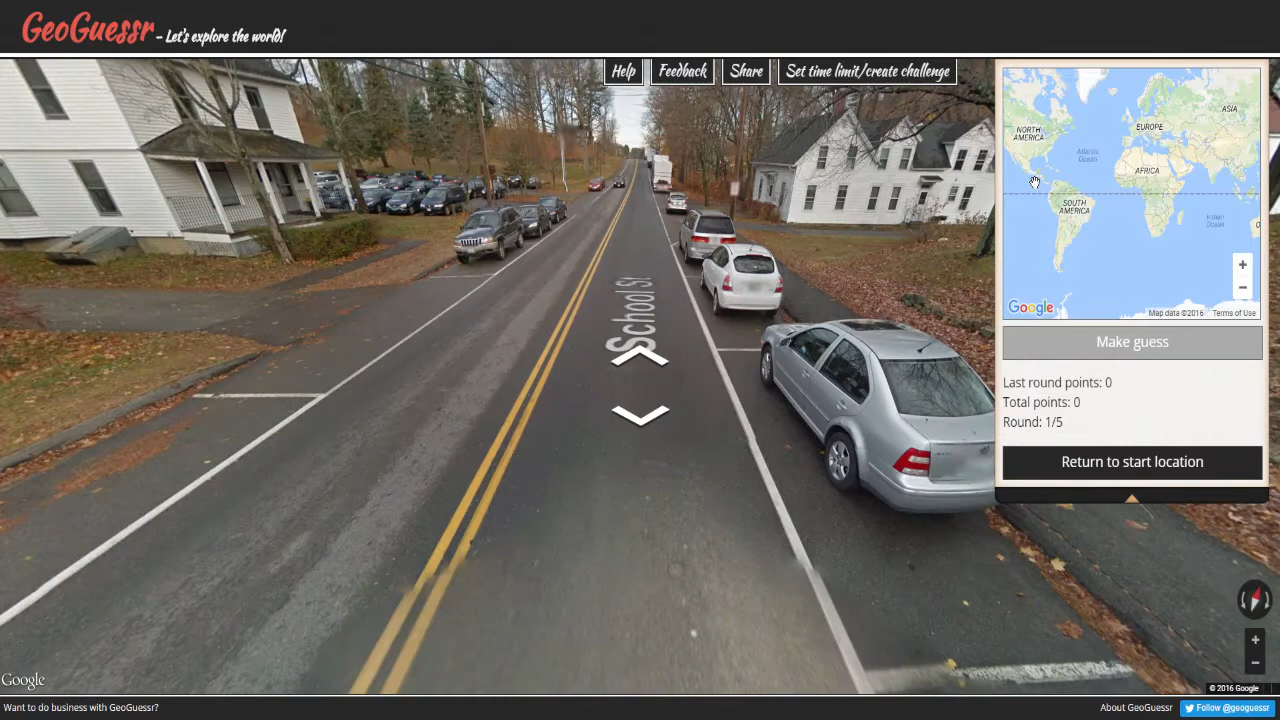 GeoGuessr - Let's explore the world!
Help
Feedback
Share
Set time limit/create challenge
School St
NORTH
AMERICA
Atlantic
Ocean
EUROPE
ASIA
AFRICA
SOUTH
AMERICA
Indian
Ocean
O
Google
Map data ©2016
Terms of Use
+
−
Make guess
Last round points: 0
Total points: 0
Round: 1/5
Return to start location
+
−
Google
© 2016 Google
Want to do business with GeoGuessr?
About GeoGuessr
Follow @geoguessr